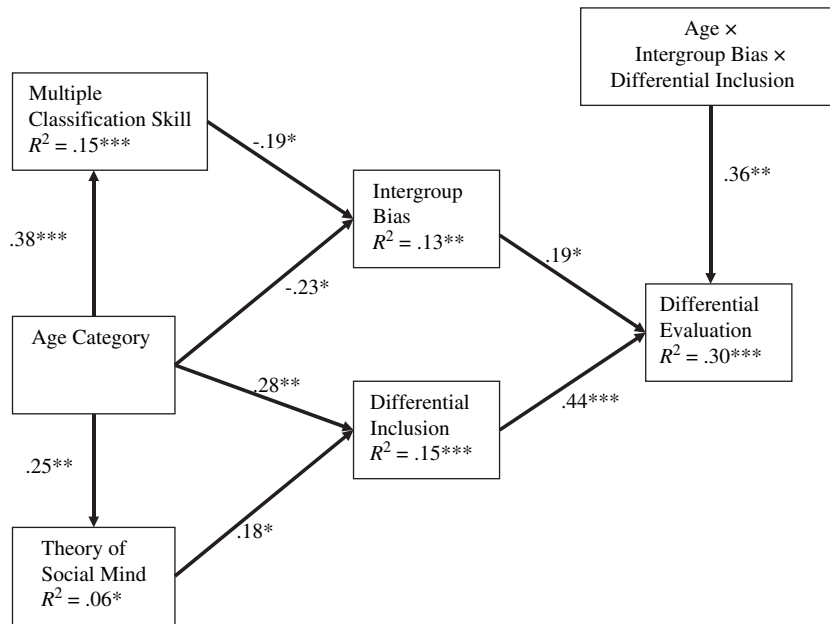 Age ×
Intergroup Bias ×
Differential Inclusion
Multiple
Classification Skill
R² = .15***
-.19*
.36**
Intergroup
Bias
R² = .13**
.38***
.19*
-.23*
Differential
Evaluation
R² = .30***
Age Category
.28**
Differential
Inclusion
R² = .15***
.44***
.25**
.18*
Theory of
Social Mind
R² = .06*